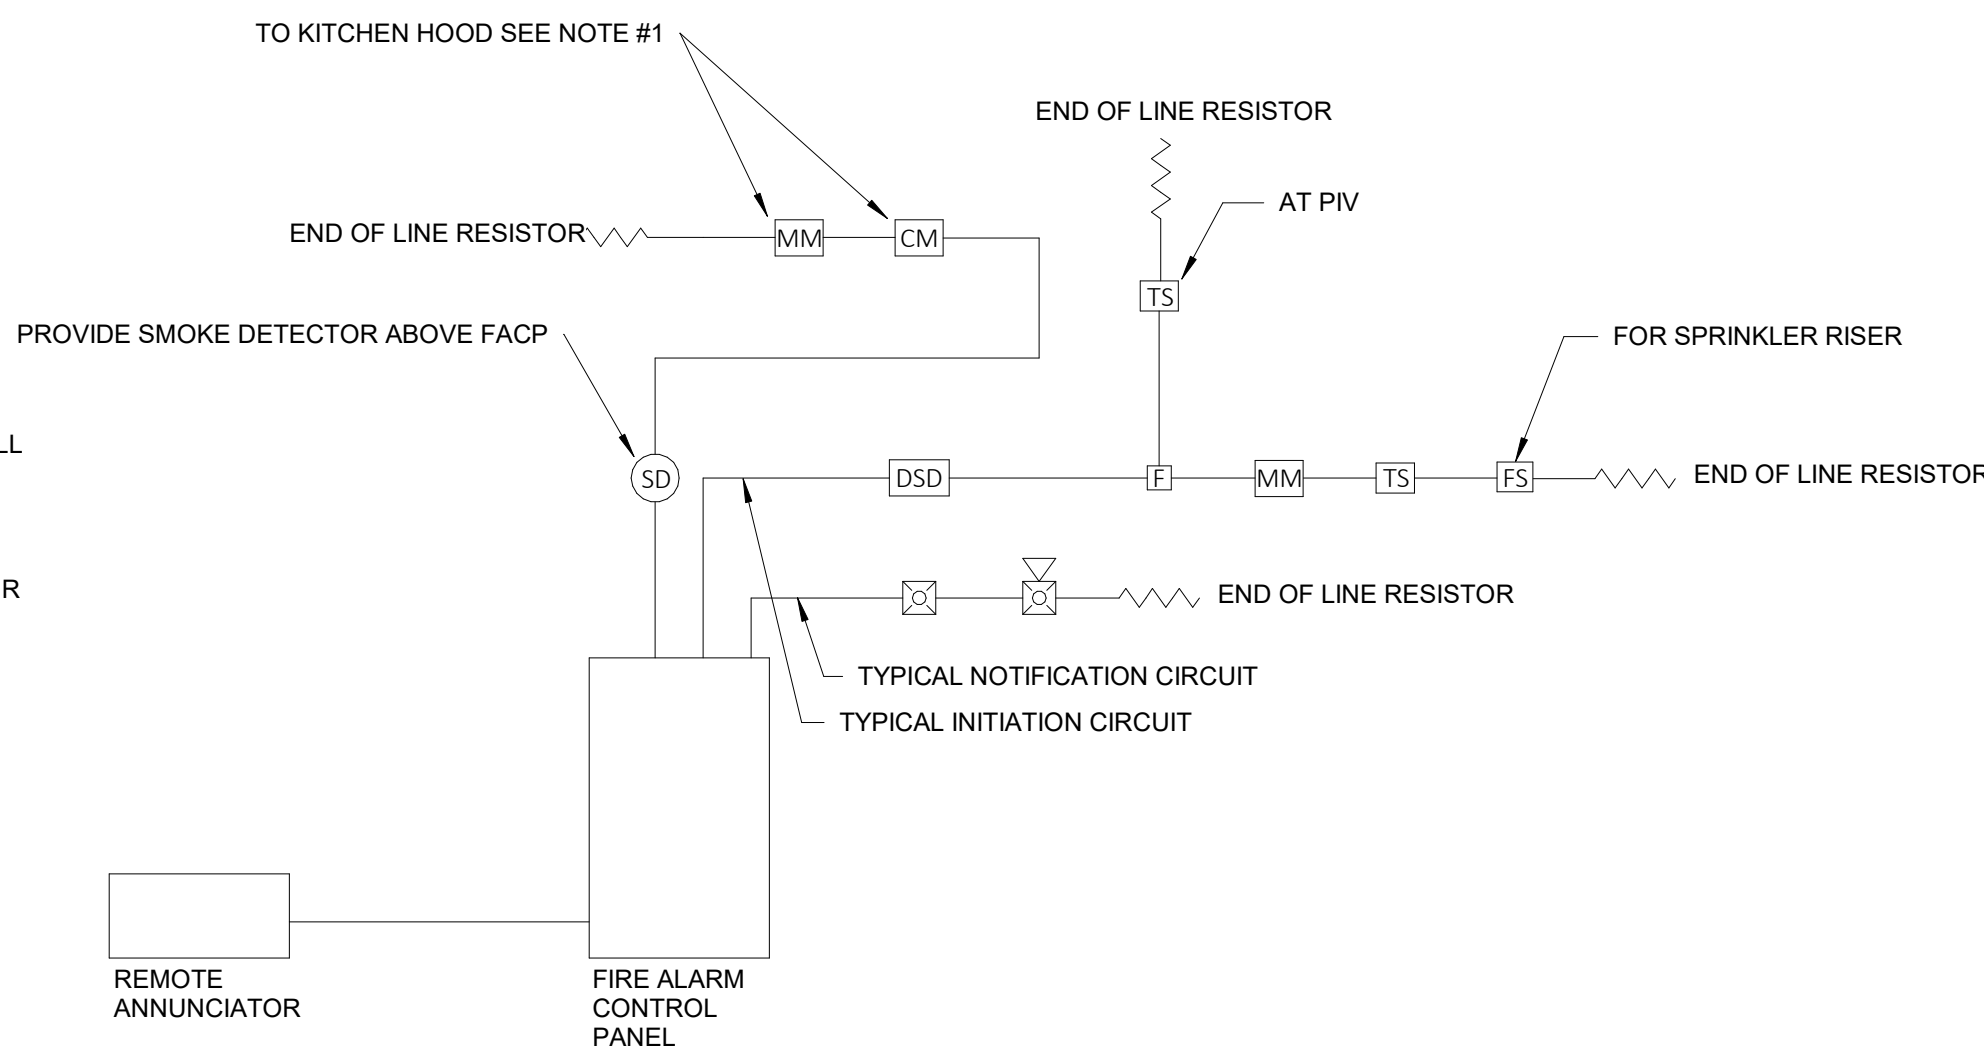 TO KITCHEN HOOD SEE NOTE #1
END OF LINE RESISTOR
AT PIV
END OF LINE RESISTOR
MM
CM
TS
PROVIDE SMOKE DETECTOR ABOVE FACP
FOR SPRINKLER RISER
LL
SD
DSD
F
MM
TS
FS
END OF LINE RESISTOR
R
END OF LINE RESISTOR
TYPICAL NOTIFICATION CIRCUIT
TYPICAL INITIATION CIRCUIT
REMOTE
ANNUNCIATOR
FIRE ALARM
CONTROL
PANEL